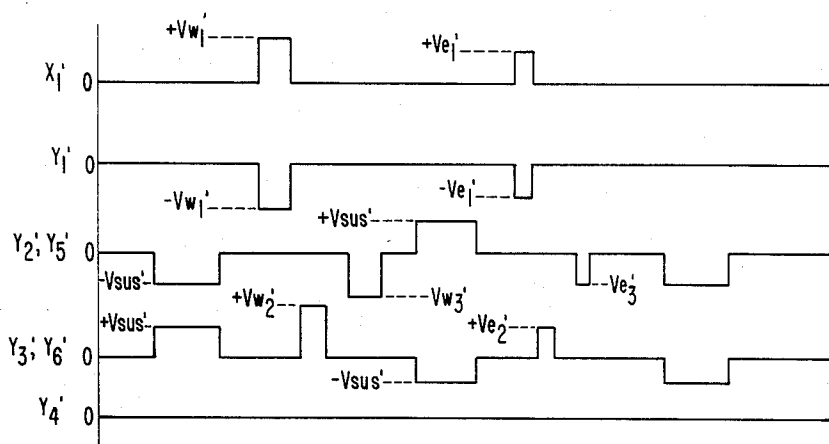 +Vw1' +Ve1'
X1' 0
Y1' 0
-Vw1' -Ve1'
+Vsus'
Y2', Y5' 0
-Vsus' Vw3' Ve3'
+Vw2'
+Vsus' +Ve2'
Y3', Y6' 0
-Vsus'
Y4' 0